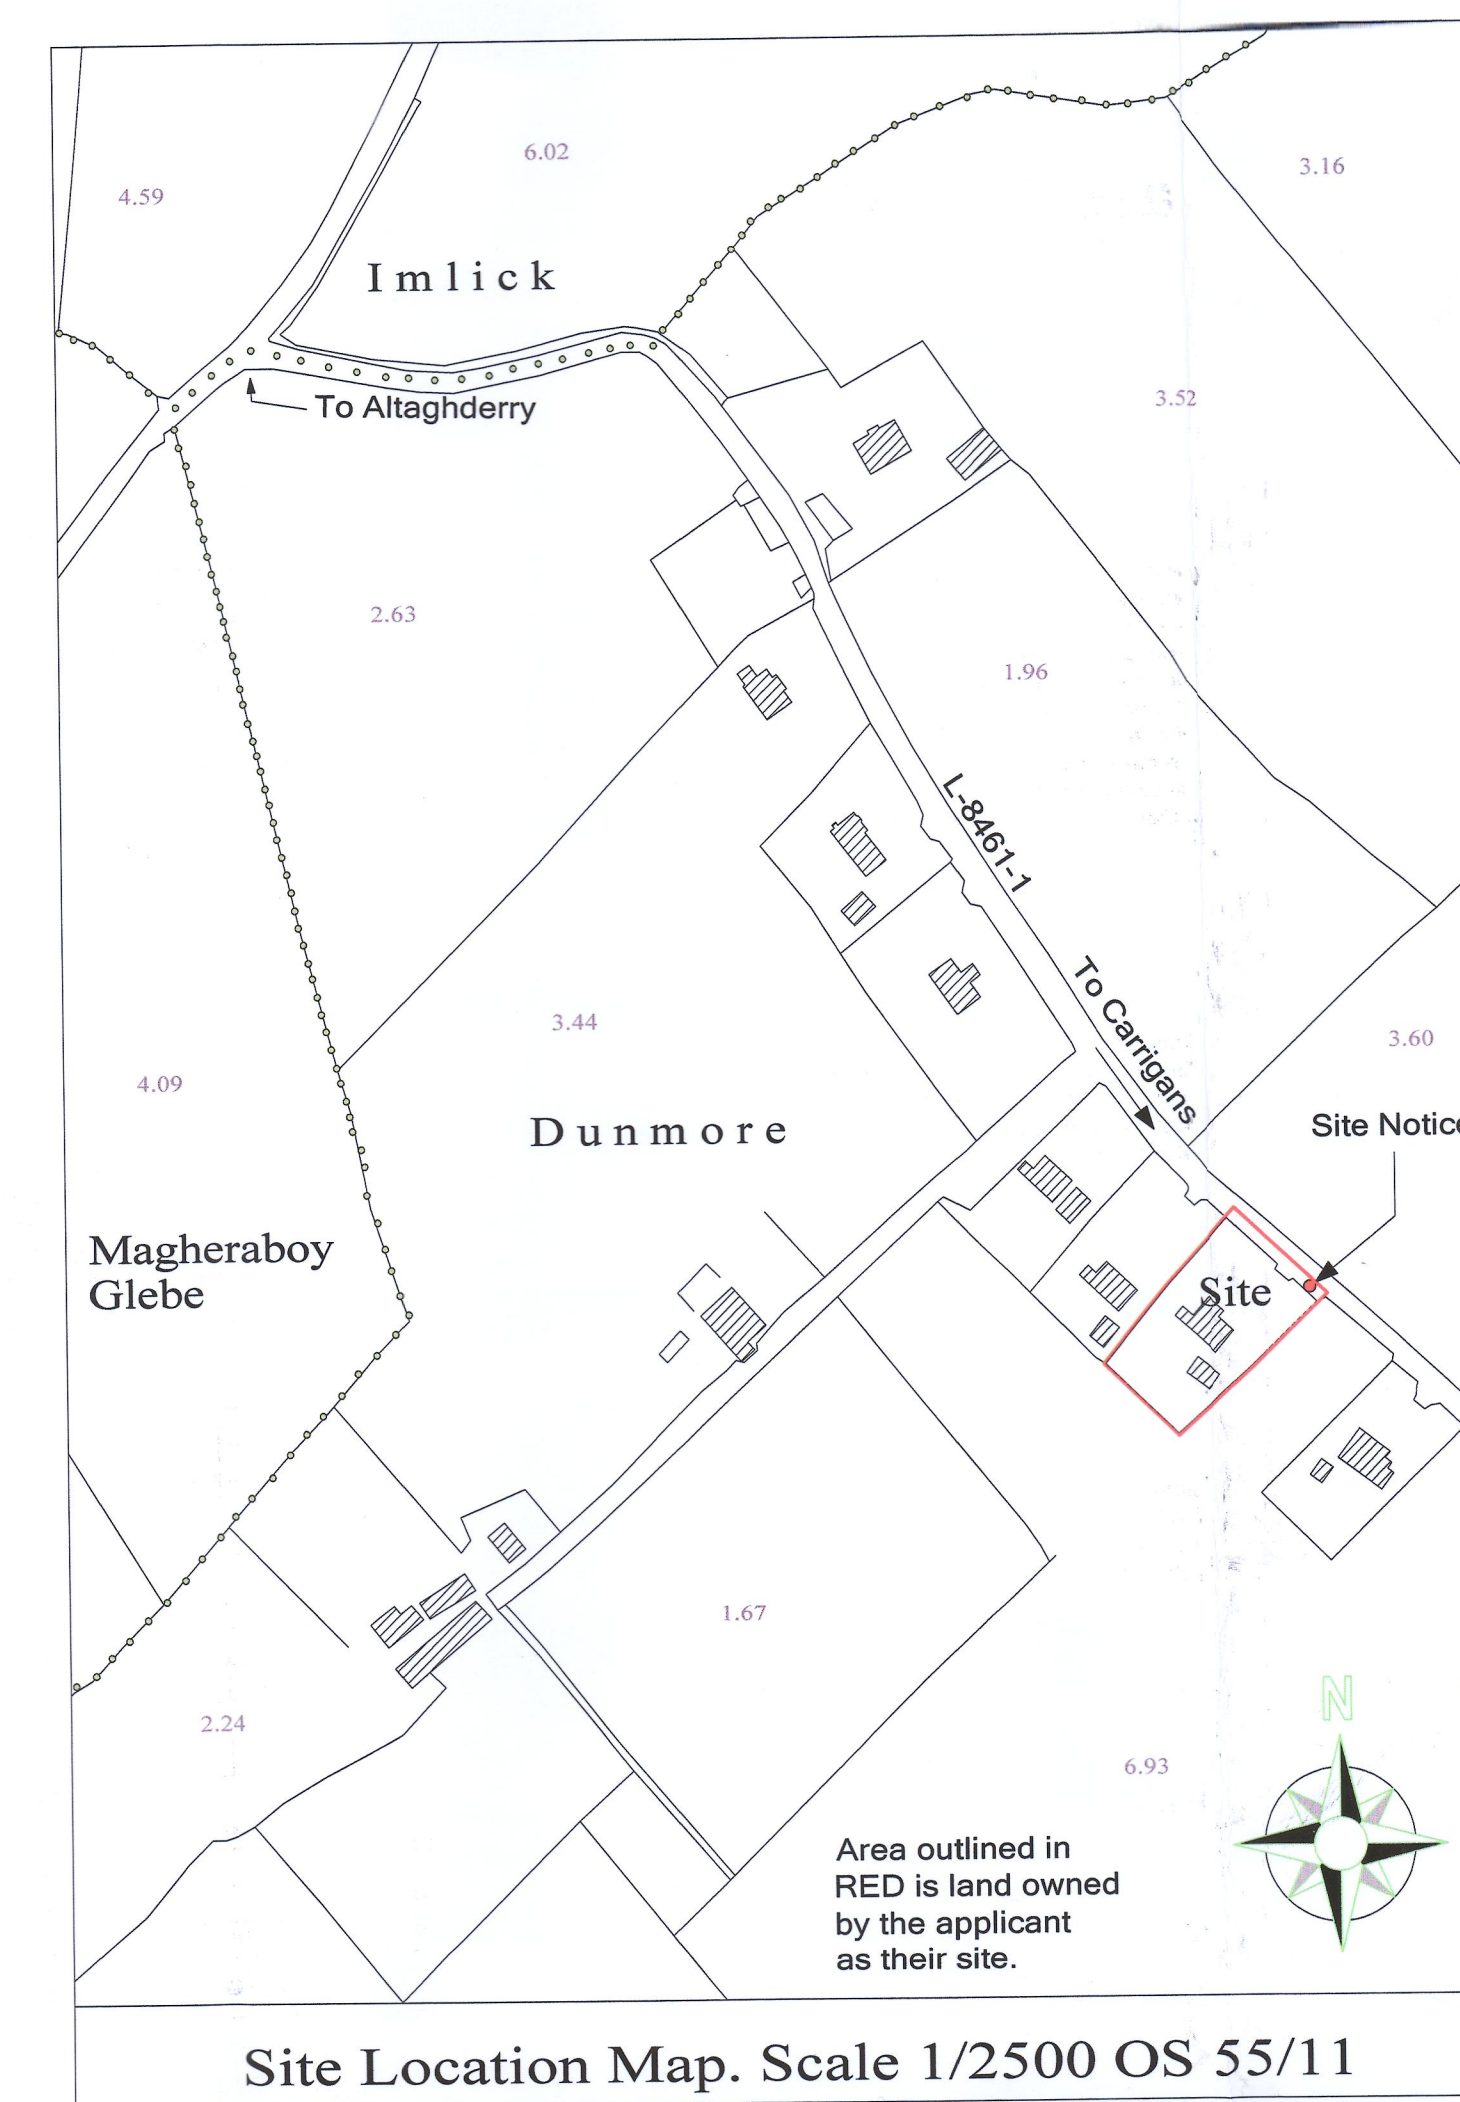 6.02
3.16
4.59
Imlick
3.52
To Altaghderry
2.63
1.96
L-8461-1
To Carrigans
3.44
3.60
4.09
Site Notice
Dunmore
Magheraboy
Glebe
Site
1.67
N
2.24
6.93
Area outlined in
RED is land owned
by the applicant
as their site.
Site Location Map. Scale 1/2500 OS 55/11